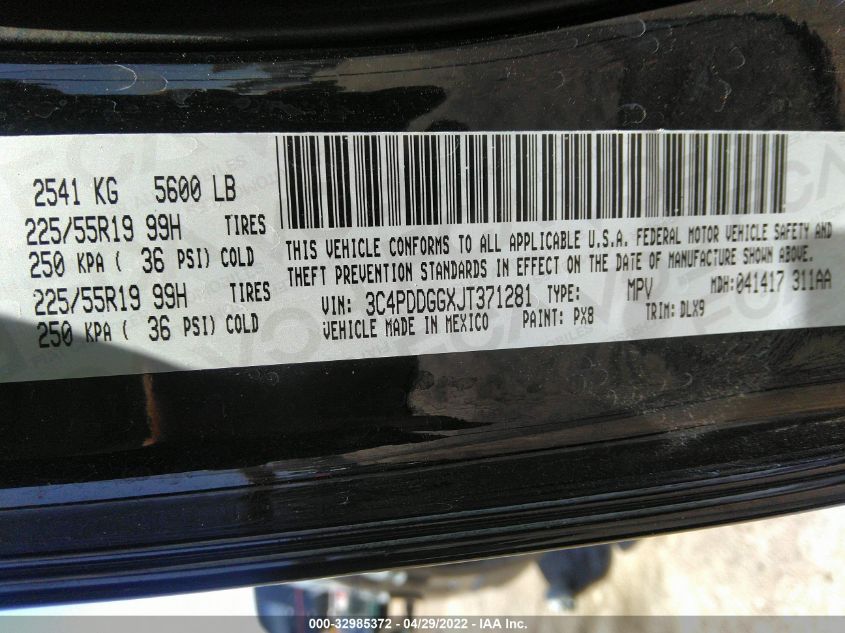 2541 KG 5600 LB
225/55R19 99H TIRES
250 KPA ( 36 PSI) COLD
225/55R19 99H TIRES
250 KPA ( 36 PSI) COLD
THIS VEHICLE CONFORMS TO ALL APPLICABLE U.S.A. FEDERAL MOTOR VEHICLE SAFETY AND
THEFT PREVENTION STANDARDS IN EFFECT ON THE DATE OF MANUFACTURE SHOWN ABOVE.
VIN: 3C4PDDGGXJT371281 TYPE: MPV MDH: 041417 311AA
VEHICLE MADE IN MEXICO PAINT: PX8 TRIM: DLX9
000-32985372 - 04/29/2022 - IAA Inc.